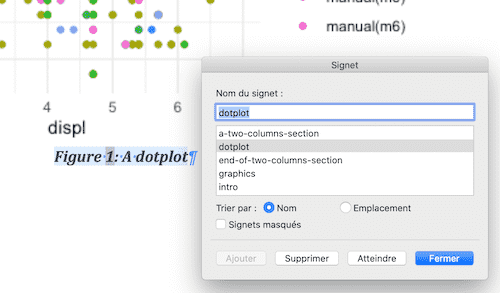 manual(m6)
4 5 6
displ
Figure 1: A dotplot¶
Signet
Nom du signet :
dotplot
a-two-columns-section
dotplot
end-of-two-columns-section
graphics
intro
Trier par : Nom Emplacement
Signets masqués
Ajouter Supprimer Atteindre Fermer